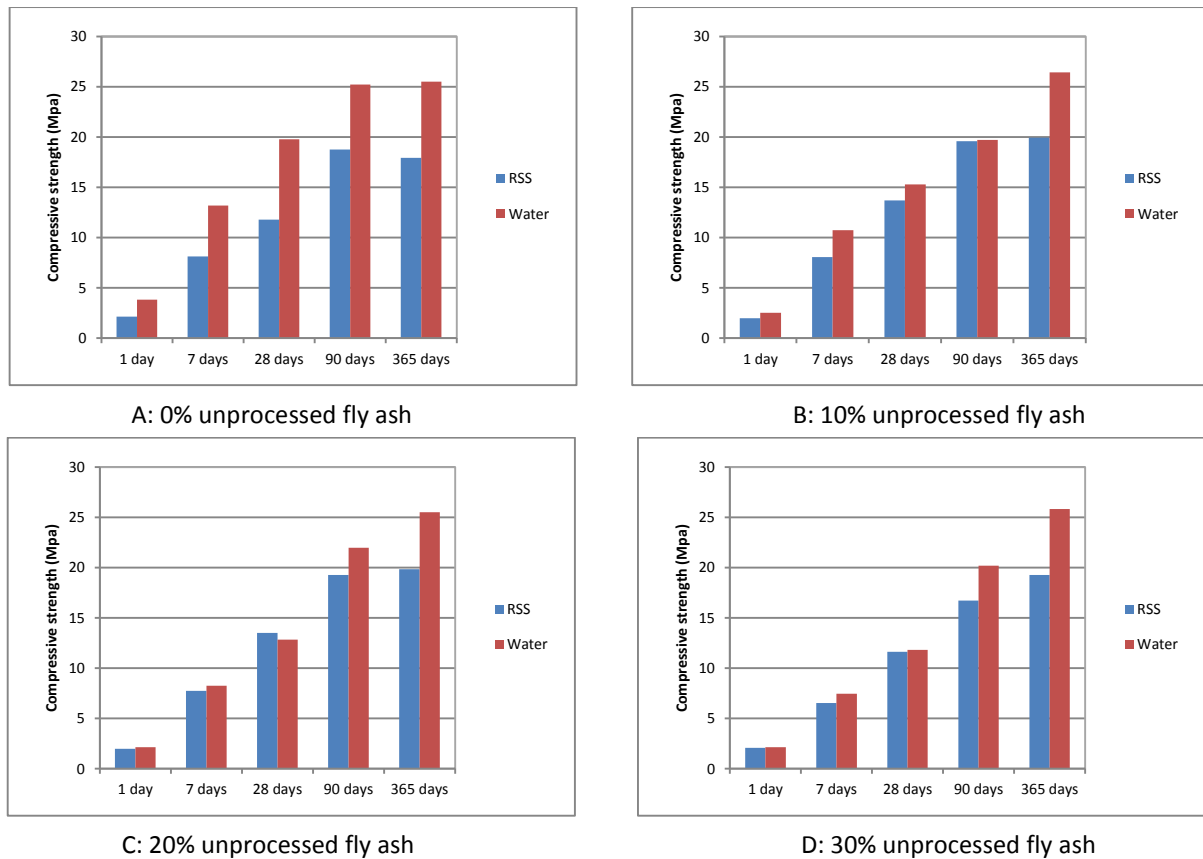 30
25
20
15
10
5
0
Compressive strength (Mpa)
1 day 7 days 28 days 90 days 365 days
RSS
Water
A: 0% unprocessed fly ash
30
25
20
15
10
5
0
Compressive strength (Mpa)
1 day 7 days 28 days 90 days 365 days
RSS
Water
B: 10% unprocessed fly ash
30
25
20
15
10
5
0
Compressive strength (Mpa)
1 day 7 days 28 days 90 days 365 days
RSS
Water
C: 20% unprocessed fly ash
30
25
20
15
10
5
0
Compressive strength (Mpa)
1 day 7 days 28 days 90 days 365 days
RSS
Water
D: 30% unprocessed fly ash